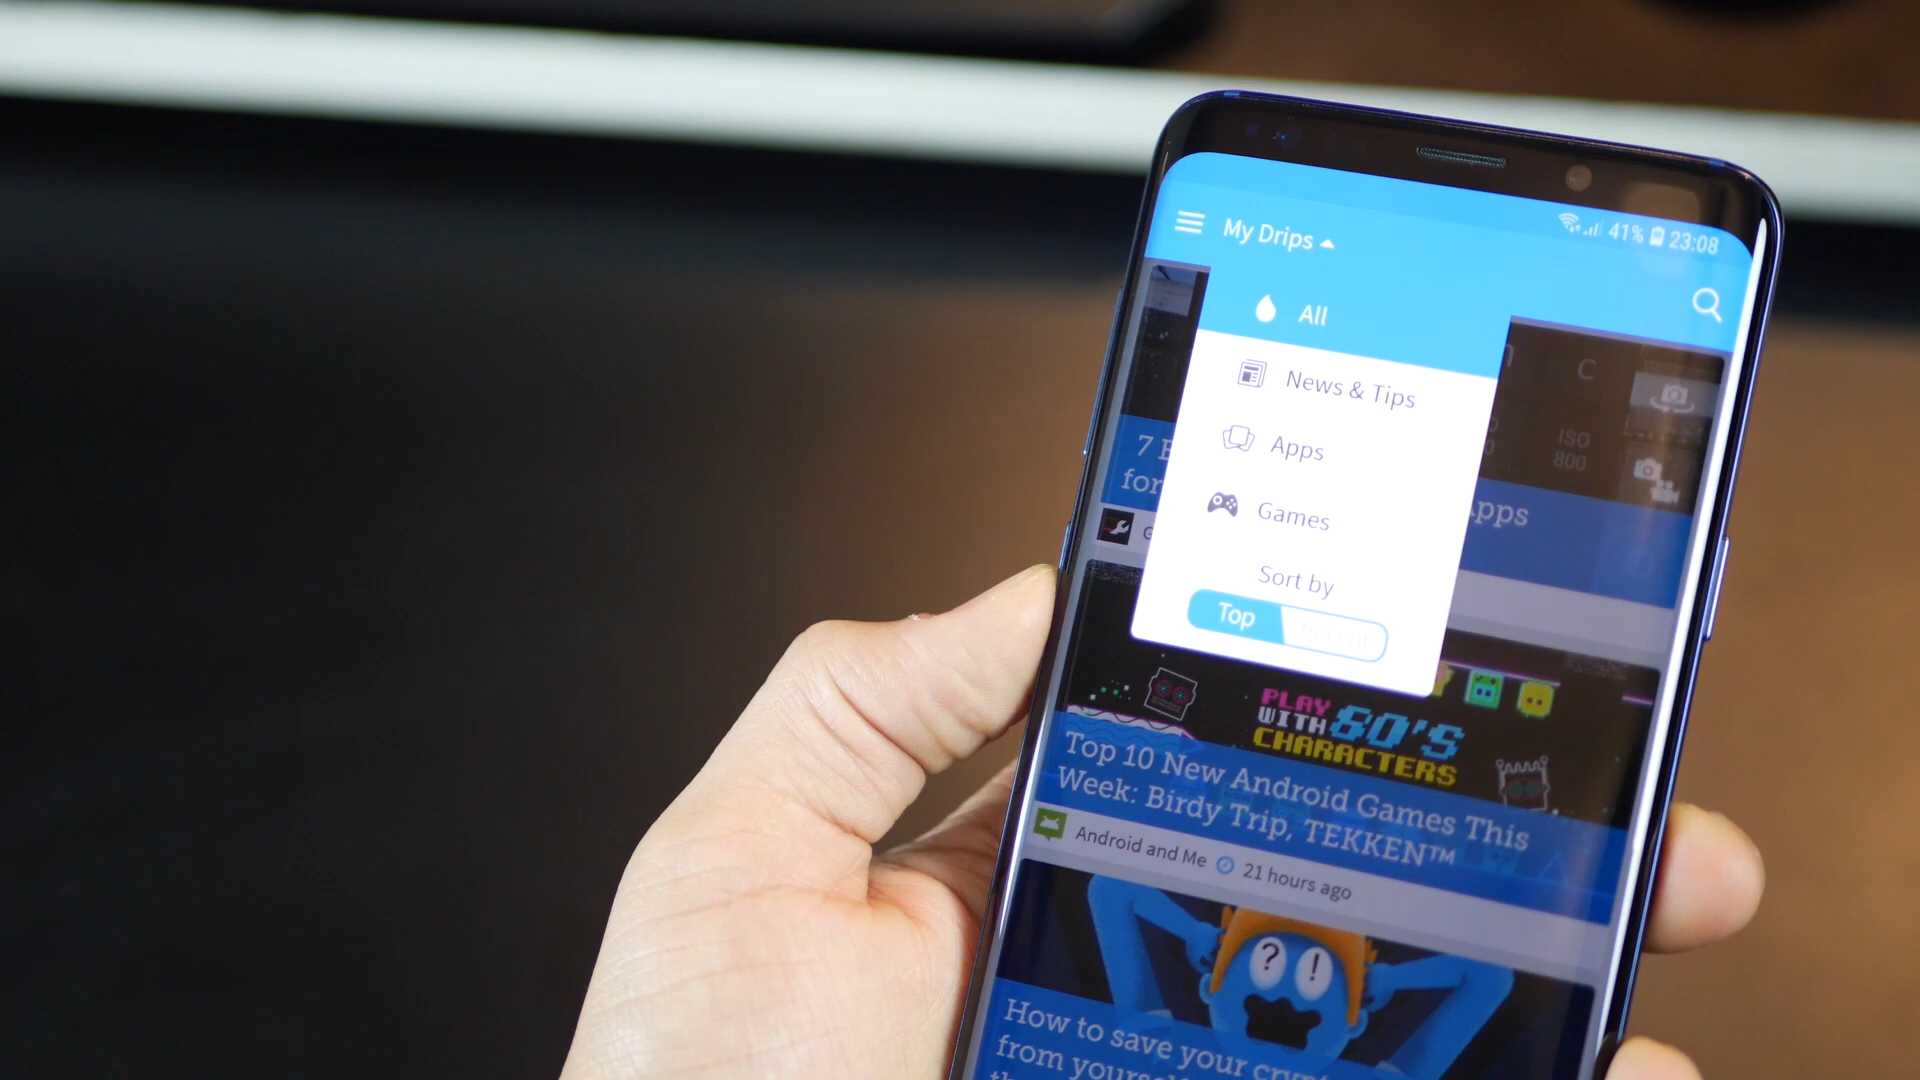 My Drips
41% 23:08
All
News & Tips
Apps
Games
Sort by
Top Recent
C
ISO
800
7
for
pps
PLAY
WITH 80'S
CHARACTERS
Top 10 New Android Games This
Week: Birdy Trip, TEKKEN™
Android and Me 21 hours ago
? !
How to save your
from